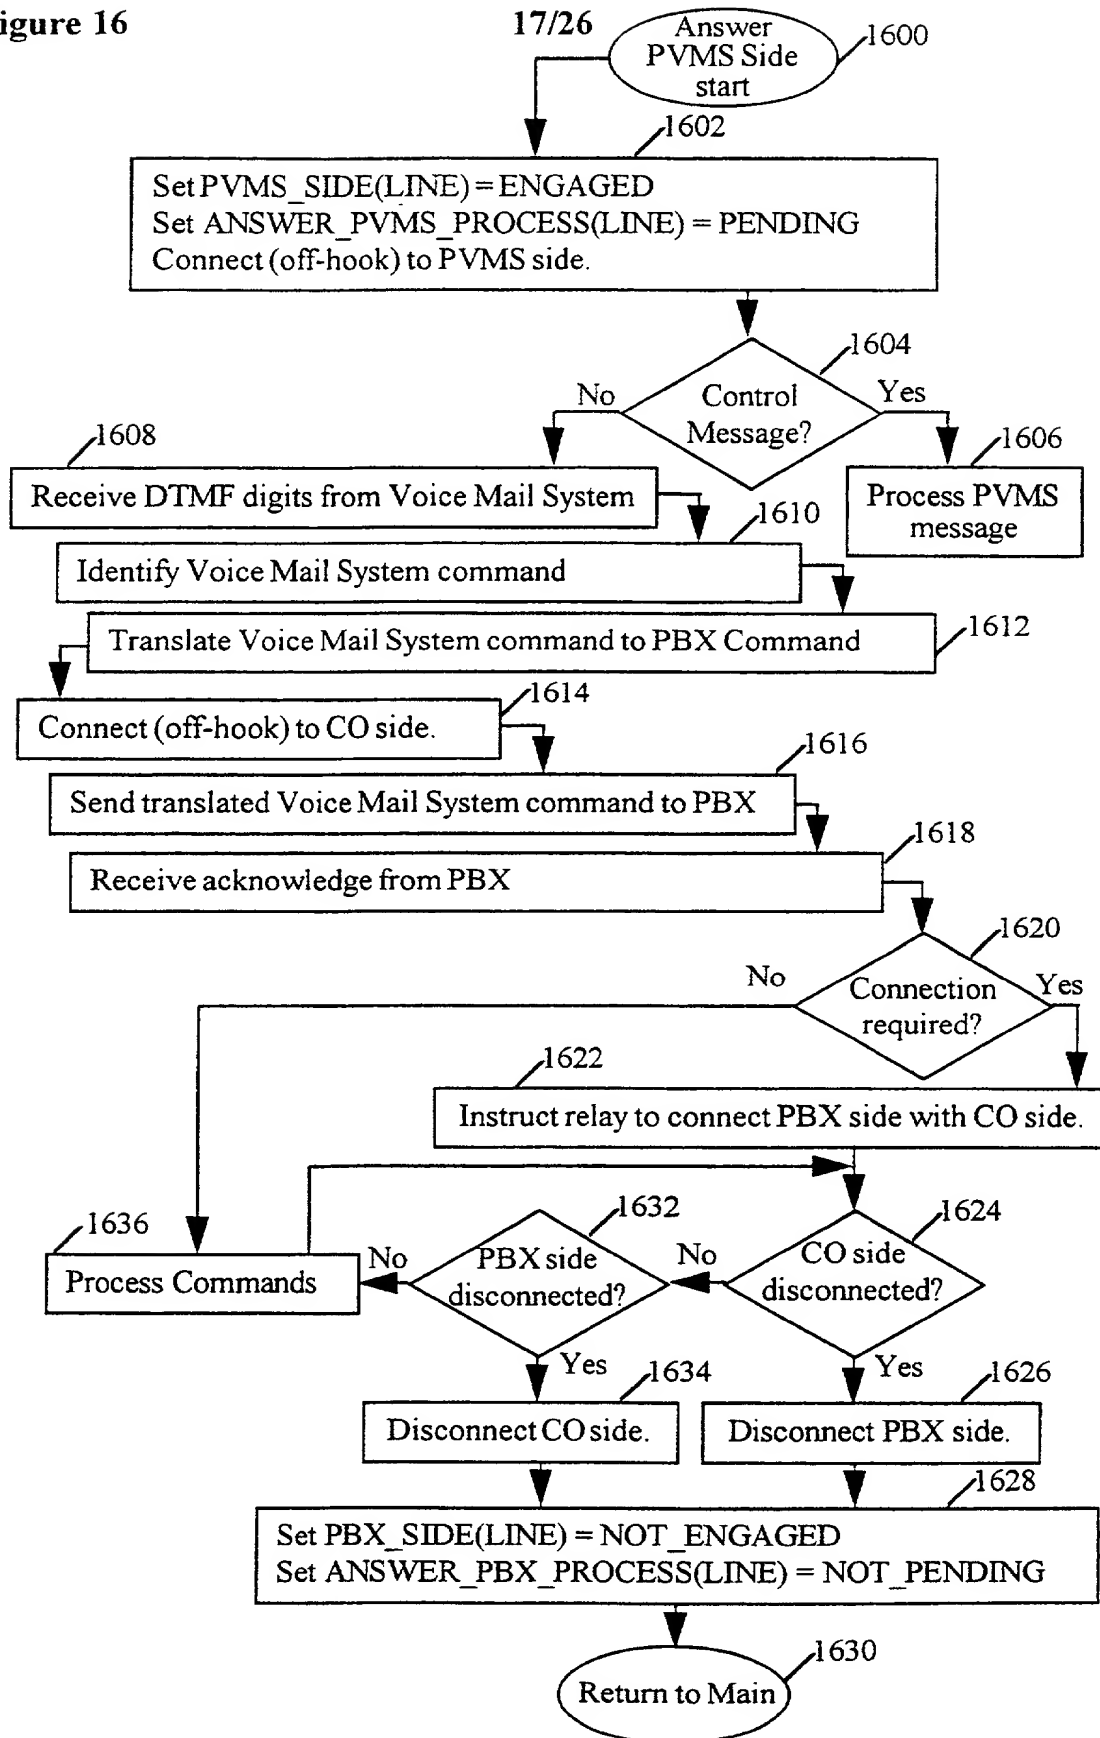 igure 16
17/26
Answer
PVMS Side
start
1600
1602
Set PVMS_SIDE(LINE) = ENGAGED
Set ANSWER_PVMS_PROCESS(LINE) = PENDING
Connect (off-hook) to PVMS side.
1604
Control
Message?
No
Yes
1606
Process PVMS
message
1608
Receive DTMF digits from Voice Mail System
1610
Identify Voice Mail System command
1612
Translate Voice Mail System command to PBX Command
1614
Connect (off-hook) to CO side.
1616
Send translated Voice Mail System command to PBX
1618
Receive acknowledge from PBX
1620
Connection
required?
No
Yes
1622
Instruct relay to connect PBX side with CO side.
1624
CO side
disconnected?
No
Yes
1632
PBX side
disconnected?
No
Yes
1636
Process Commands
1634
Disconnect CO side.
1626
Disconnect PBX side.
1628
Set PBX_SIDE(LINE) = NOT_ENGAGED
Set ANSWER_PBX_PROCESS(LINE) = NOT_PENDING
1630
Return to Main